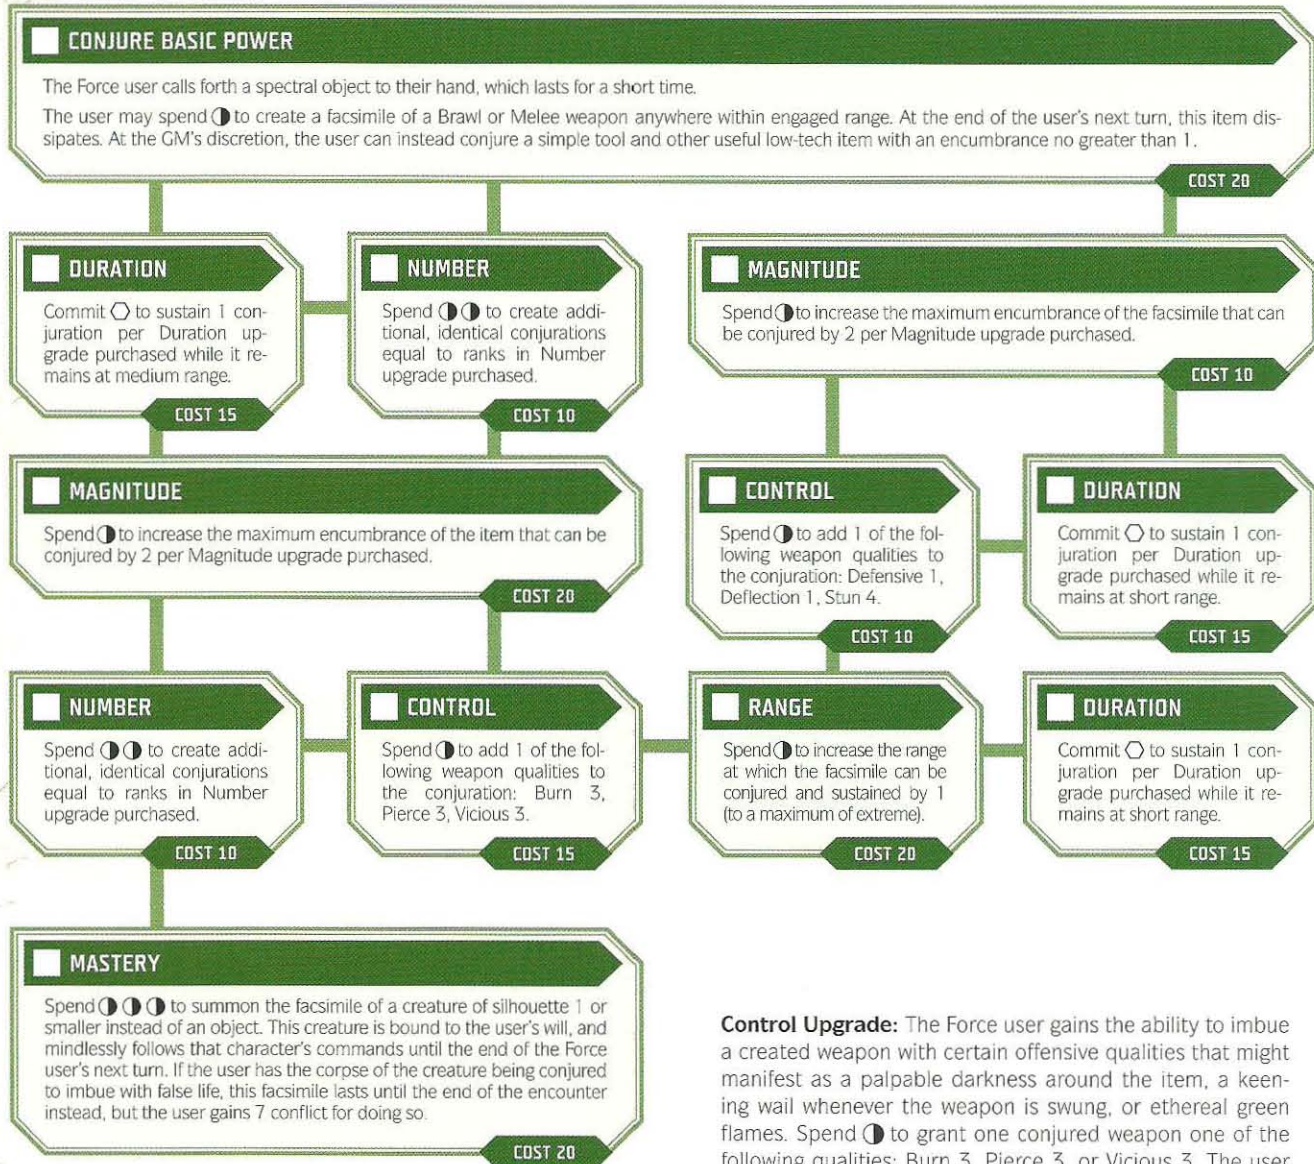 CONJURE BASIC POWER
The Force user calls forth a spectral object to their hand, which lasts for a short time.
The user may spend to create a facsimile of a Brawl or Melee weapon anywhere within engaged range. At the end of the user's next turn, this item dis-
sipates. At the GM's discretion, the user can instead conjure a simple tool and other useful low-tech item with an encumbrance no greater than 1.
COST 20
DURATION
Commit to sustain 1 con-
juration per Duration up-
grade purchased while it re-
mains at medium range.
COST 15
NUMBER
Spend to create addi-
tional, identical conjurations
equal to ranks in Number
upgrade purchased.
COST 10
MAGNITUDE
Spend to increase the maximum encumbrance of the facsimile that can
be conjured by 2 per Magnitude upgrade purchased.
COST 10
MAGNITUDE
Spend to increase the maximum encumbrance of the item that can be
conjured by 2 per Magnitude upgrade purchased.
COST 20
CONTROL
Spend to add 1 of the fol-
lowing weapon qualities to
the conjuration: Defensive 1,
Deflection 1, Stun 4.
COST 10
DURATION
Commit to sustain 1 con-
juration per Duration up-
grade purchased while it re-
mains at short range.
COST 15
NUMBER
Spend to create addi-
tional, identical conjurations
equal to ranks in Number
upgrade purchased.
COST 10
CONTROL
Spend to add 1 of the fol-
lowing weapon qualities to
the conjuration: Burn 3,
Pierce 3, Vicious 3.
COST 15
RANGE
Spend to increase the range
at which the facsimile can be
conjured and sustained by 1
(to a maximum of extreme).
COST 20
DURATION
Commit to sustain 1 con-
juration per Duration up-
grade purchased while it re-
mains at short range.
COST 15
MASTERY
Spend to summon the facsimile of a creature of silhouette 1 or
smaller instead of an object. This creature is bound to the user's will, and
mindlessly follows that character's commands until the end of the Force
user's next turn. If the user has the corpse of the creature being conjured
to imbue with false life, this facsimile lasts until the end of the encounter
instead, but the user gains 7 conflict for doing so.
COST 20
Control Upgrade: The Force user gains the ability to imbue
a created weapon with certain offensive qualities that might
manifest as a palpable darkness around the item, a keen-
ing wail whenever the weapon is swung, or ethereal green
flames. Spend to grant one conjured weapon one of the
following qualities: Burn 3, Pierce 3, or Vicious 3. The user